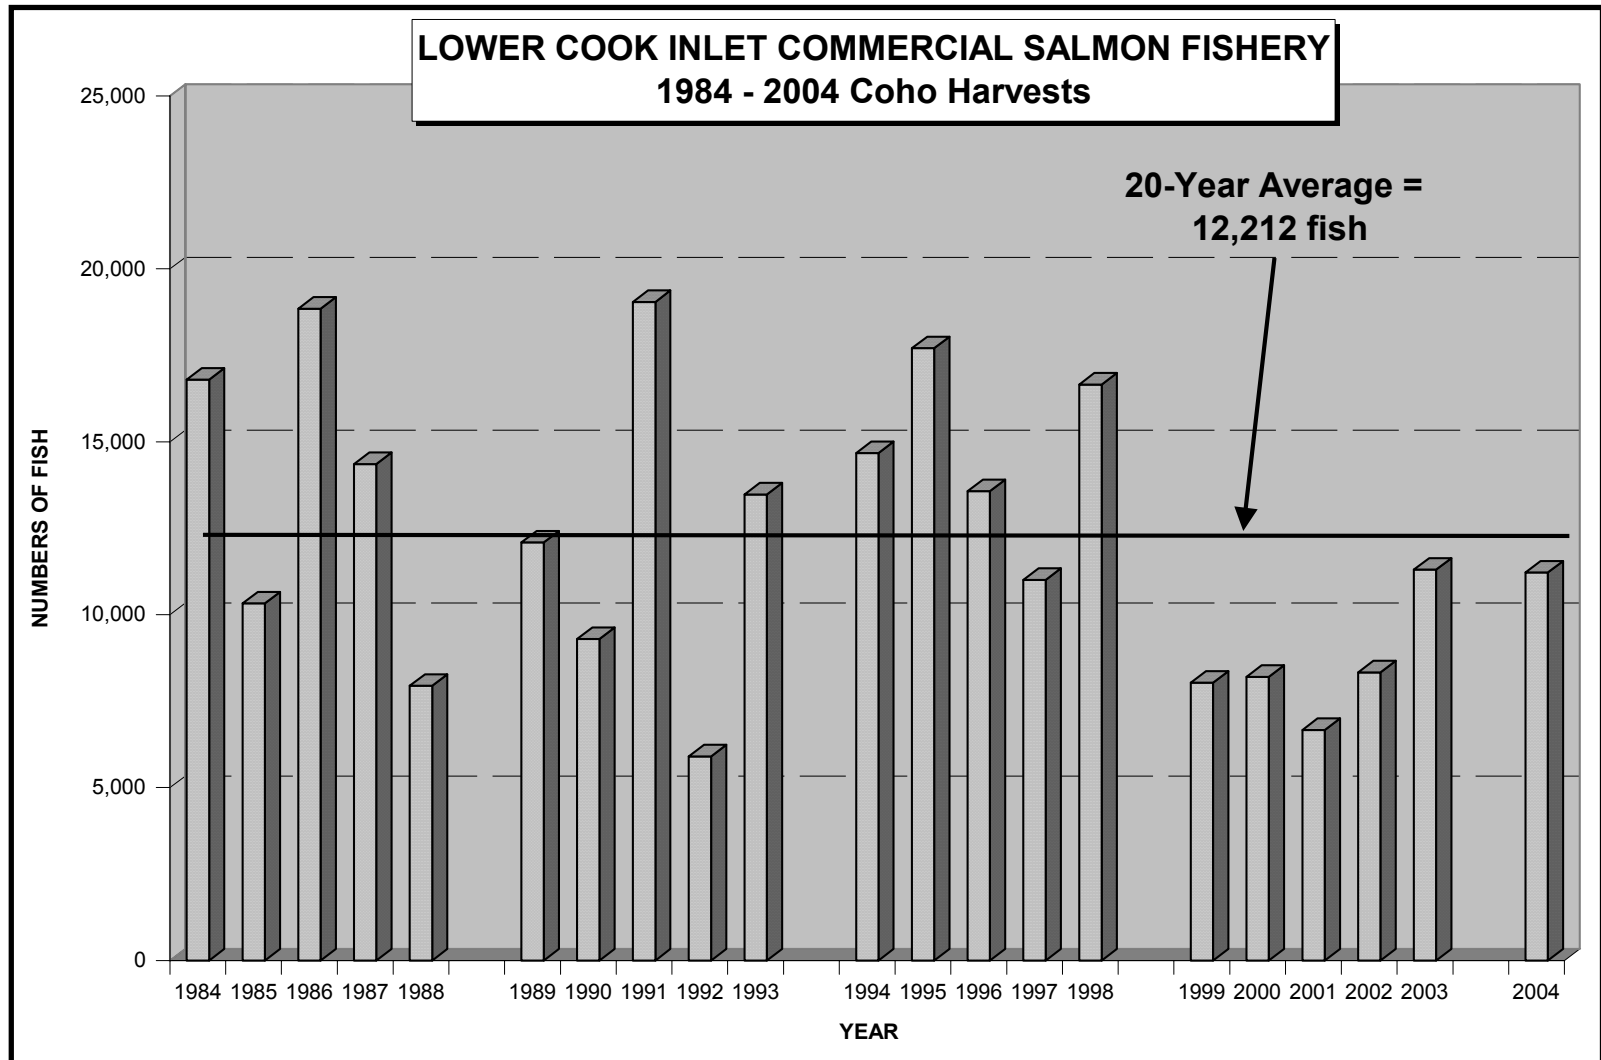 LOWER COOK INLET COMMERCIAL SALMON FISHERY
1984 - 2004 Coho Harvests
20-Year Average =
12,212 fish
NUMBERS OF FISH
25,000
20,000
15,000
10,000
5,000
0
1984 1985 1986 1987 1988 1989 1990 1991 1992 1993 1994 1995 1996 1997 1998 1999 2000 2001 2002 2003 2004
YEAR